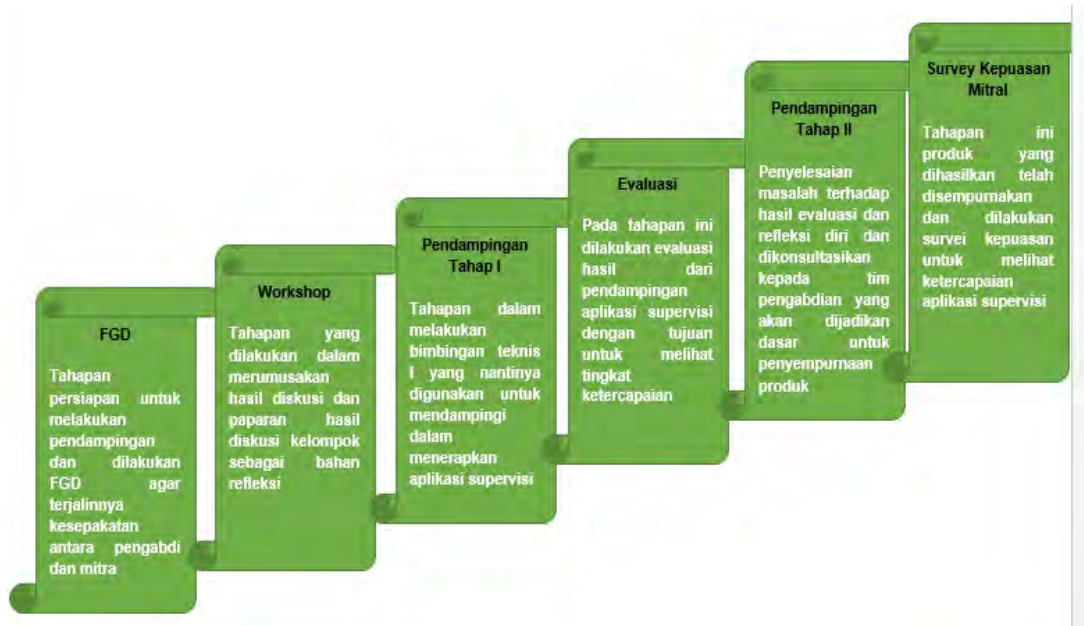 FGD
Tahapan
persiapan untuk
melakukan
pendampingan
dan dilakukan
FGD agar
terjalinnya
kesepakatan
antara pengabdi
dan mitra
Workshop
Tahapan yang
dilakukan dalam
merumusakan
hasil diskusi dan
paparan hasil
diskusi kelompok
sebagai bahan
refleksi
Pendampingan
Tahap I
Tahapan dalam
melakukan
bimbingan teknis
I yang nantinya
digunakan untuk
mendampingi
dalam
menerapkan
aplikasi supervisi
Evaluasi
Pada tahapan ini
dilakukan evaluasi
hasil dari
pendampingan
aplikasi supervisi
dengan tujuan
untuk melihat
tingkat
ketercapaian
Pendampingan
Tahap II
Penyelesaian
masalah terhadap
hasil evaluasi dan
refleksi diri dan
dikonsultasikan
kepada tim
pengabdian yang
akan dijadikan
dasar untuk
penyempurnaan
produk
Survey Kepuasan
Mitral
Tahapan ini
produk yang
dihasilkan telah
disempurnakan
dan dilakukan
survei kepuasan
untuk melihat
ketercapaian
aplikasi supervisi